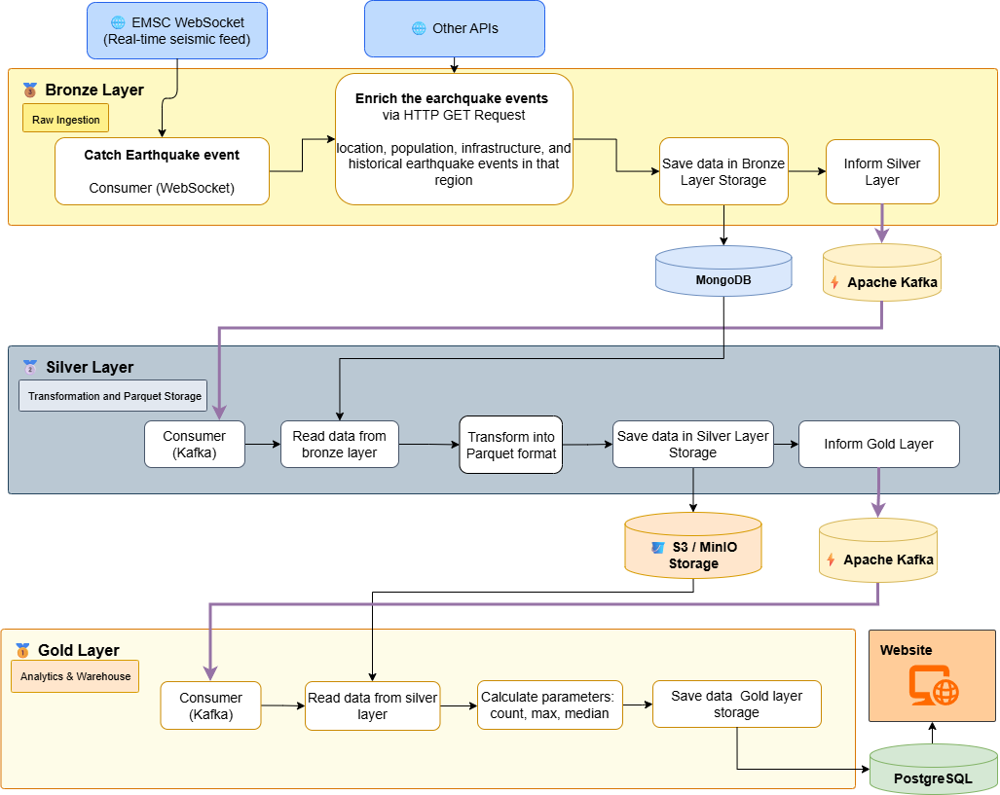 EMSC WebSocket
(Real-time seismic feed)
Other APIs
Bronze Layer
Raw Ingestion
Catch Earthquake event
Consumer (WebSocket)
Enrich the earchquake events
via HTTP GET Request
location, population, infrastructure, and
historical earthquake events in that
region
Save data in Bronze
Layer Storage
Inform Silver
Layer
MongoDB
Apache Kafka
Silver Layer
Transformation and Parquet Storage
Consumer
(Kafka)
Read data from
bronze layer
Transform into
Parquet format
Save data in Silver Layer
Storage
Inform Gold Layer
S3 / MinIO
Storage
Apache Kafka
Gold Layer
Analytics & Warehouse
Consumer
(Kafka)
Read data from silver
layer
Calculate parameters:
count, max, median
Save data  Gold layer
storage
Website
PostgreSQL